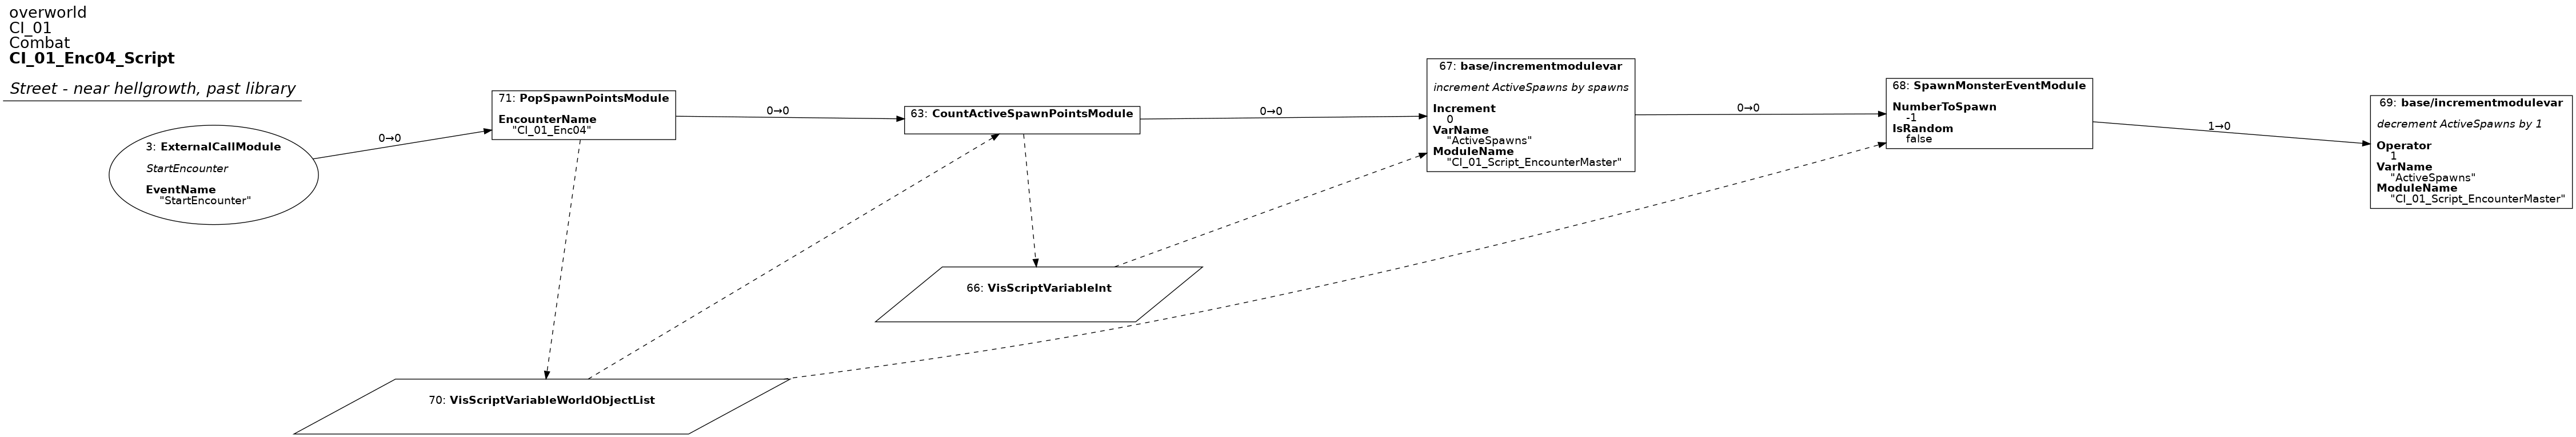 overworld
CI_01
Combat
CI_01_Enc04_Script
Street - near hellgrowth, past library
3: ExternalCallModule
StartEncounter
EventName
"StartEncounter"
0→0
71: PopSpawnPointsModule
EncounterName
"CI_01_Enc04"
0→0
63: CountActiveSpawnPointsModule
0→0
67: base/incrementmodulevar
increment ActiveSpawns by spawns
Increment
0
VarName
"ActiveSpawns"
ModuleName
"CI_01_Script_EncounterMaster"
0→0
68: SpawnMonsterEventModule
NumberToSpawn
-1
IsRandom
false
1→0
69: base/incrementmodulevar
decrement ActiveSpawns by 1
Operator
1
VarName
"ActiveSpawns"
ModuleName
"CI_01_Script_EncounterMaster"
66: VisScriptVariableInt
70: VisScriptVariableWorldObjectList